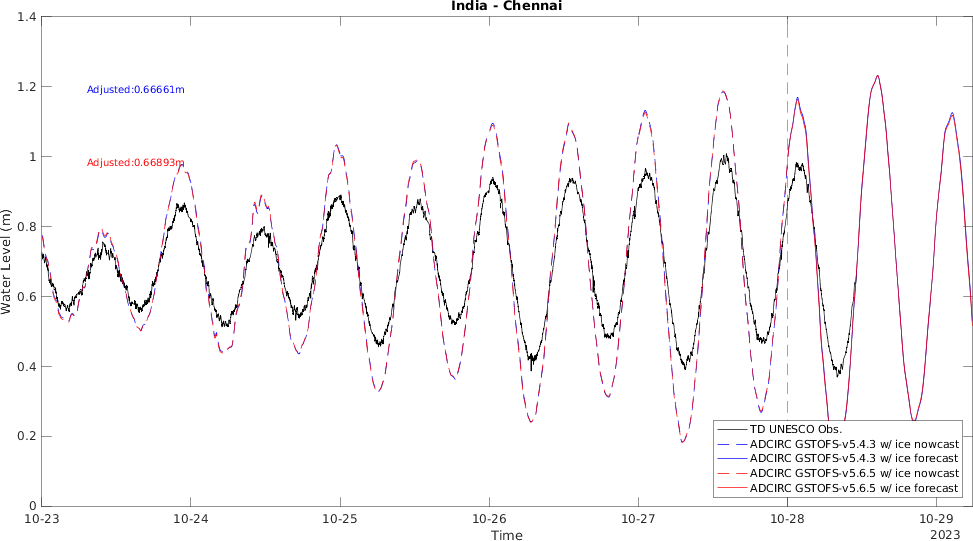 India - Chennai
1.4
1.2
1
0.8
0.6
0.4
0.2
0
Water Level (m)
Adjusted:0.66661m
Adjusted:0.66893m
TD UNESCO Obs.
ADCIRC GSTOFS-v5.4.3 w/ ice nowcast
ADCIRC GSTOFS-v5.4.3 w/ ice forecast
ADCIRC GSTOFS-v5.6.5 w/ ice nowcast
ADCIRC GSTOFS-v5.6.5 w/ ice forecast
10-23 10-24 10-25 10-26 10-27 10-28 10-29
Time
2023